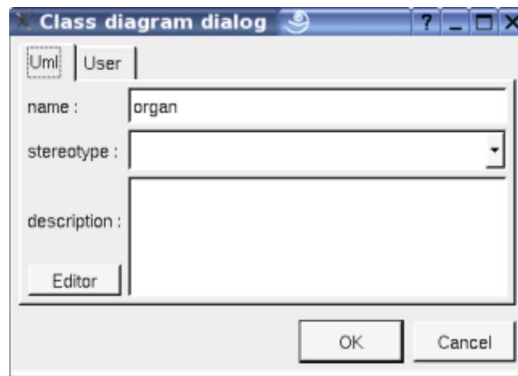 Class diagram dialog
Uml User
name : organ
stereotype :
description :
Editor
OK Cancel